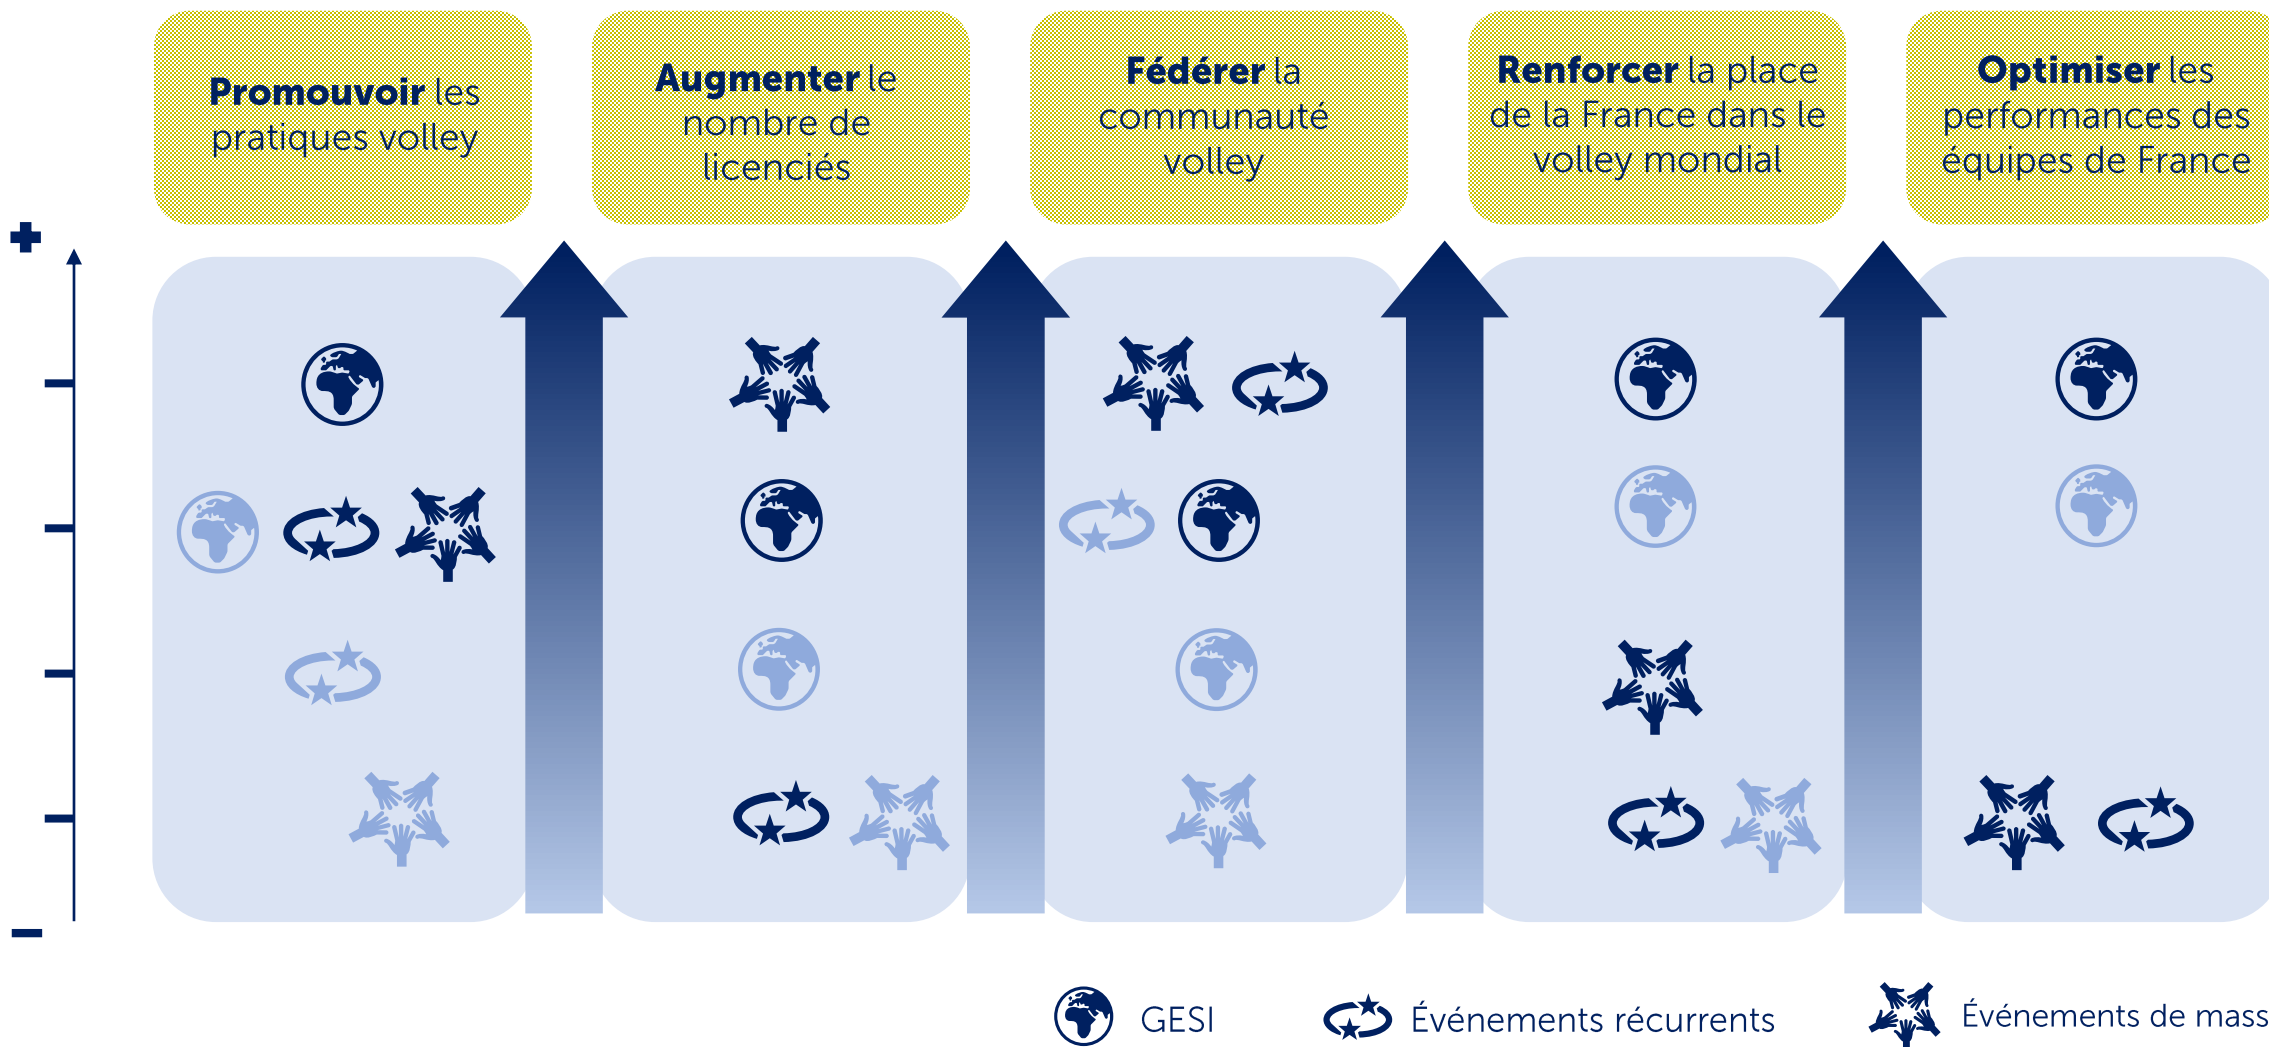 Promouvoir les
pratiques volley
Augmenter le
nombre de
licenciés
Fédérer la
communauté
volley
Renforcer la place
de la France dans le
volley mondial
Optimiser les
performances des
équipes de France
GESI
Événements récurrents
Événements de mass